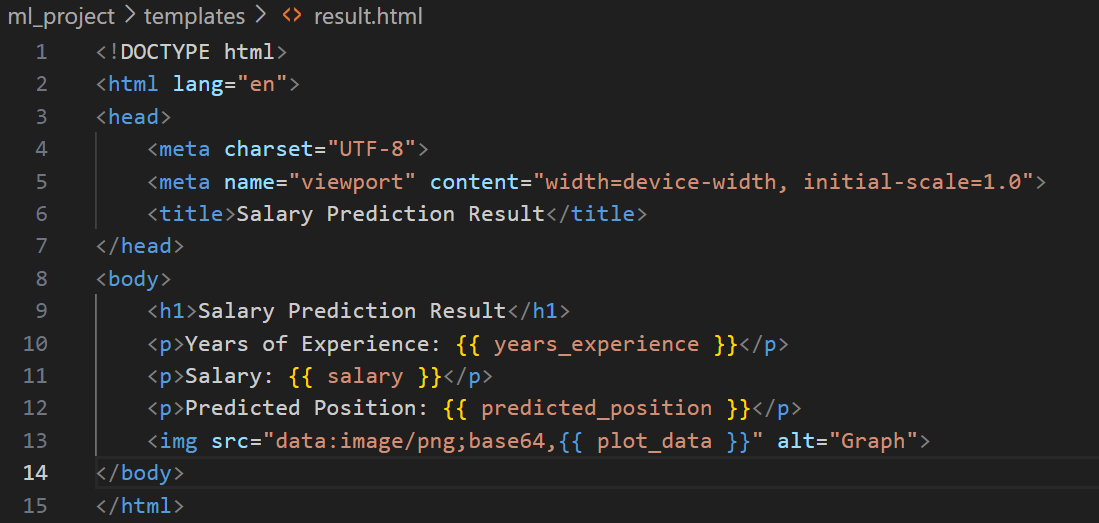 ml_project > templates > <> result.html
1 <!DOCTYPE html>
2 <html lang="en">
3 <head>
4     <meta charset="UTF-8">
5     <meta name="viewport" content="width=device-width, initial-scale=1.0">
6     <title>Salary Prediction Result</title>
7 </head>
8 <body>
9     <h1>Salary Prediction Result</h1>
10     <p>Years of Experience: {{ years_experience }}</p>
11     <p>Salary: {{ salary }}</p>
12     <p>Predicted Position: {{ predicted_position }}</p>
13     <img src="data:image/png;base64,{{ plot_data }}" alt="Graph">
14 </body>
15 </html>